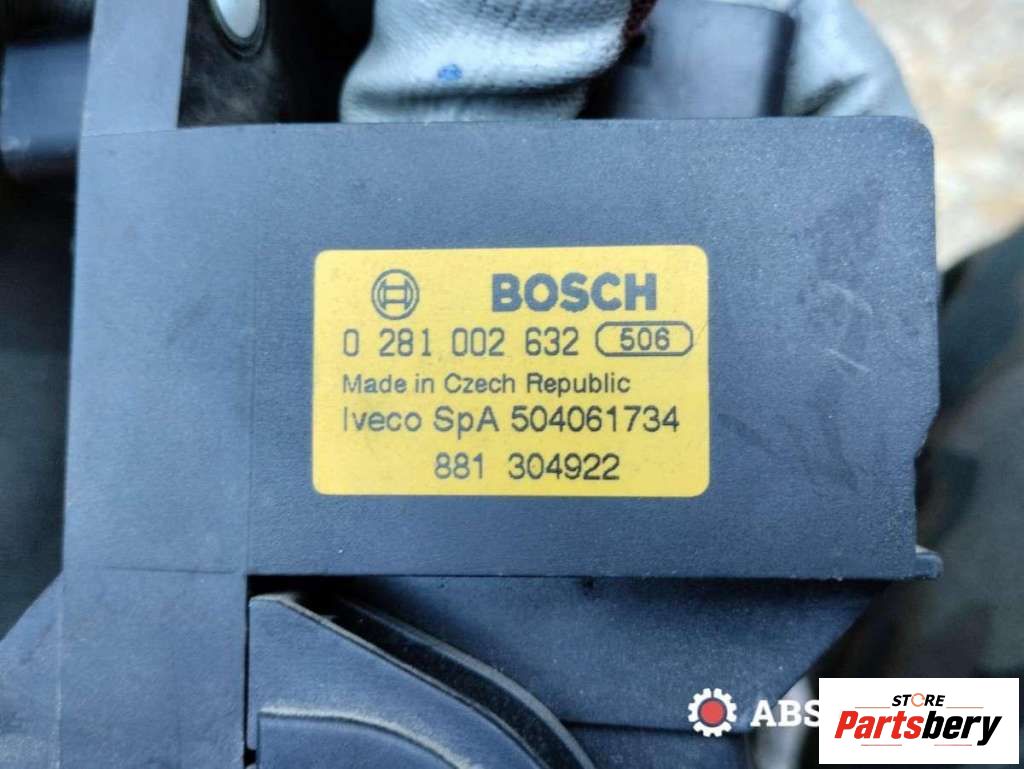 BOSCH
0 281 002 632 506
Made in Czech Republic
Iveco SpA 504061734
881 304922
ABS
STORE
Partsbery